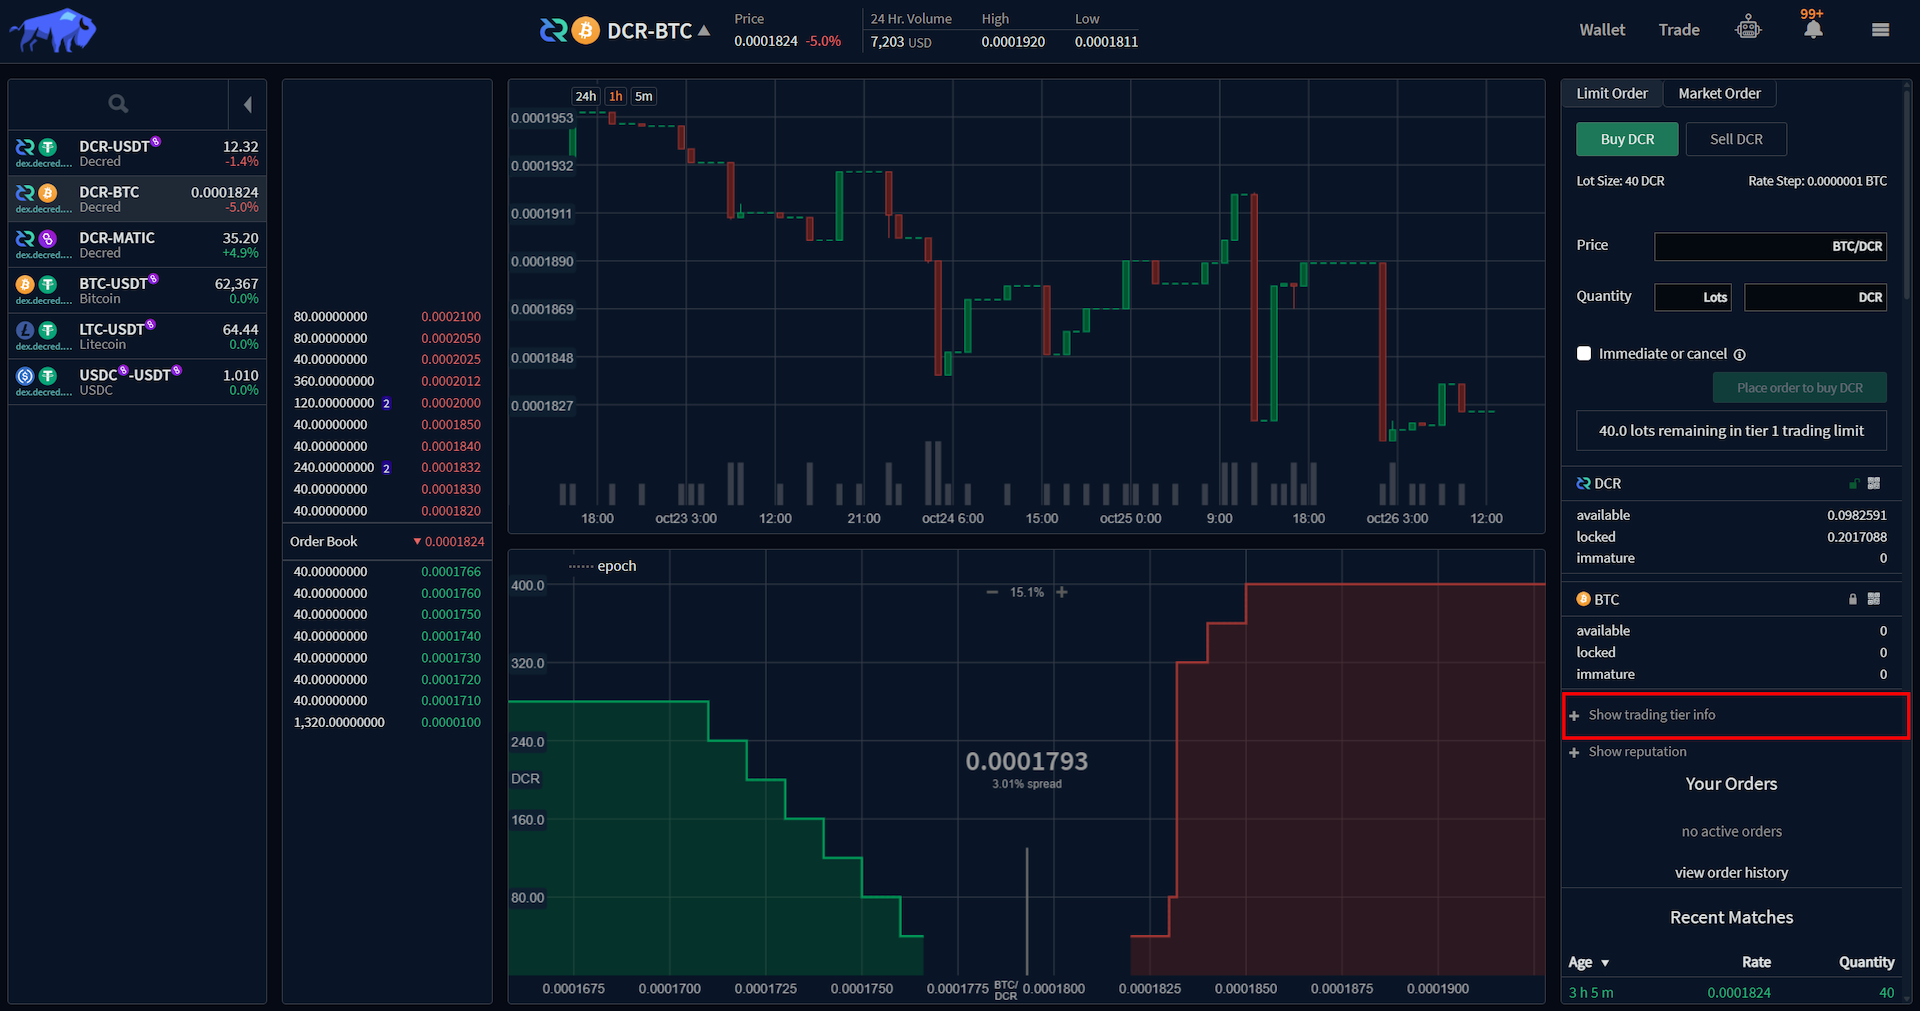 DCR-BTC
Price
0.0001824 -5.0%
24 Hr. Volume
7,203 USD
High
0.0001920
Low
0.0001811
Wallet
Trade
99+
DCR-USDT 12.32
Decred -1.4%
dex.decred....
DCR-BTC 0.0001824
Decred -5.0%
dex.decred....
DCR-MATIC 35.20
Decred +4.9%
dex.decred....
BTC-USDT 62,367
Bitcoin 0.0%
dex.decred....
LTC-USDT 64.44
Litecoin 0.0%
dex.decred....
USDC-USDT 1.010
USDC 0.0%
dex.decred....
80.00000000 0.0002100
80.00000000 0.0002050
40.00000000 0.0002025
360.00000000 0.0002012
120.00000000 2 0.0002000
40.00000000 0.0001850
40.00000000 0.0001840
240.00000000 2 0.0001832
40.00000000 0.0001830
40.00000000 0.0001820
Order Book 0.0001824
40.00000000 0.0001766
40.00000000 0.0001760
40.00000000 0.0001750
40.00000000 0.0001740
40.00000000 0.0001730
40.00000000 0.0001720
40.00000000 0.0001710
1,320.00000000 0.0000100
24h 1h 5m
0.0001953
0.0001932
0.0001911
0.0001890
0.0001869
0.0001848
0.0001827
18:00 oct23 3:00 12:00 21:00 oct24 6:00 15:00 oct25 0:00 9:00 18:00 oct26 3:00 12:00
epoch
15.1%
400.0
320.0
240.0
DCR
160.0
80.00
0.0001793
3.01% spread
0.0001675 0.0001700 0.0001725 0.0001750 0.0001775 BTC/DCR 0.0001800 0.0001825 0.0001850 0.0001875 0.0001900
Limit Order Market Order
Buy DCR Sell DCR
Lot Size: 40 DCR Rate Step: 0.0000001 BTC
Price BTC/DCR
Quantity Lots DCR
Immediate or cancel
Place order to buy DCR
40.0 lots remaining in tier 1 trading limit
DCR
available 0.0982591
locked 0.2017088
immature 0
BTC
available 0
locked 0
immature 0
+ Show trading tier info
+ Show reputation
Your Orders
no active orders
view order history
Recent Matches
Age Rate Quantity
3 h 5 m 0.0001824 40